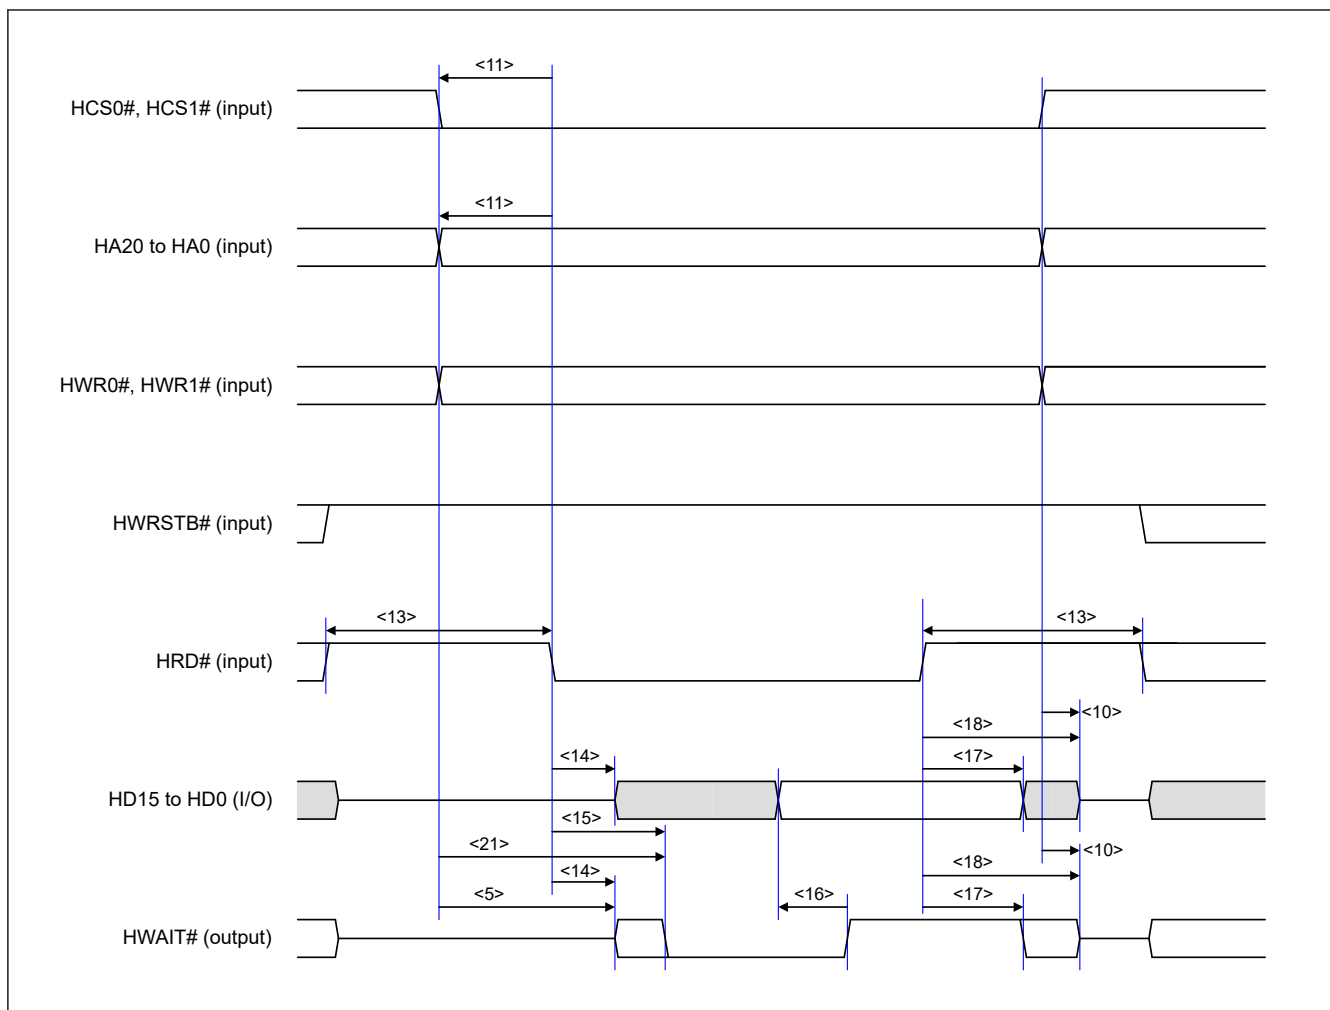 <11>
HCS0#, HCS1# (input)
<11>
HA20 to HA0 (input)
HWR0#, HWR1# (input)
HWRSTB# (input)
<13>
<13>
HRD# (input)
<10>
<18>
<14>
<17>
HD15 to HD0 (I/O)
<15>
<21>
<10>
<14>
<18>
<5>
<16>
<17>
HWAIT# (output)